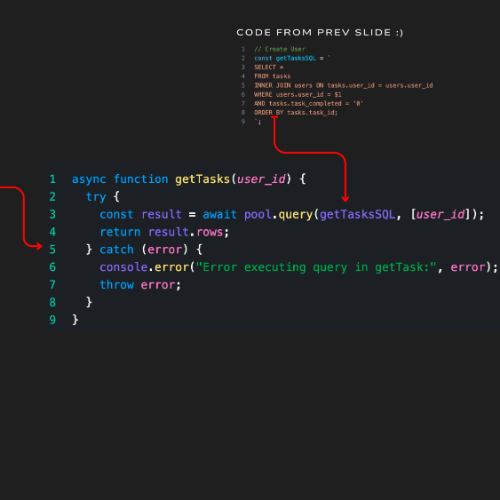 CODE FROM PREV SLIDE :)
1 // Create User
2 const getTasksSQL = `
3 SELECT *
4 FROM tasks
5 INNER JOIN users ON tasks.user_id = users.user_id
6 WHERE users.user_id = $1
7 AND tasks.task_completed = '0'
8 ORDER BY tasks.task_id;
9 `;
1 async function getTasks(user_id) {
2 try {
3 const result = await pool.query(getTasksSQL, [user_id]);
4 return result.rows;
5 } catch (error) {
6 console.error("Error executing query in getTask:", error);
7 throw error;
8 }
9 }